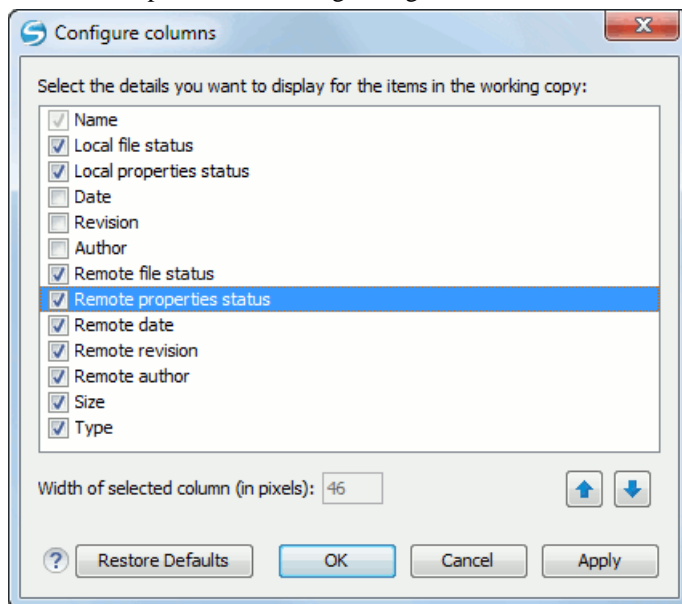 Configure columns
Select the details you want to display for the items in the working copy:
Name
Local file status
Local properties status
Date
Revision
Author
Remote file status
Remote properties status
Remote date
Remote revision
Remote author
Size
Type
Width of selected column (in pixels): 46
? Restore Defaults OK Cancel Apply